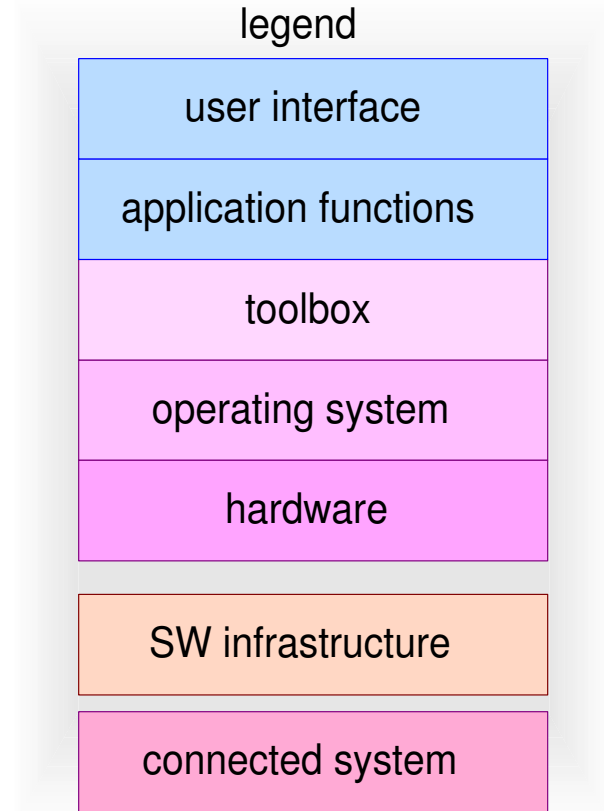 legend
user interface
application functions
toolbox
operating system
hardware
SW infrastructure
connected system